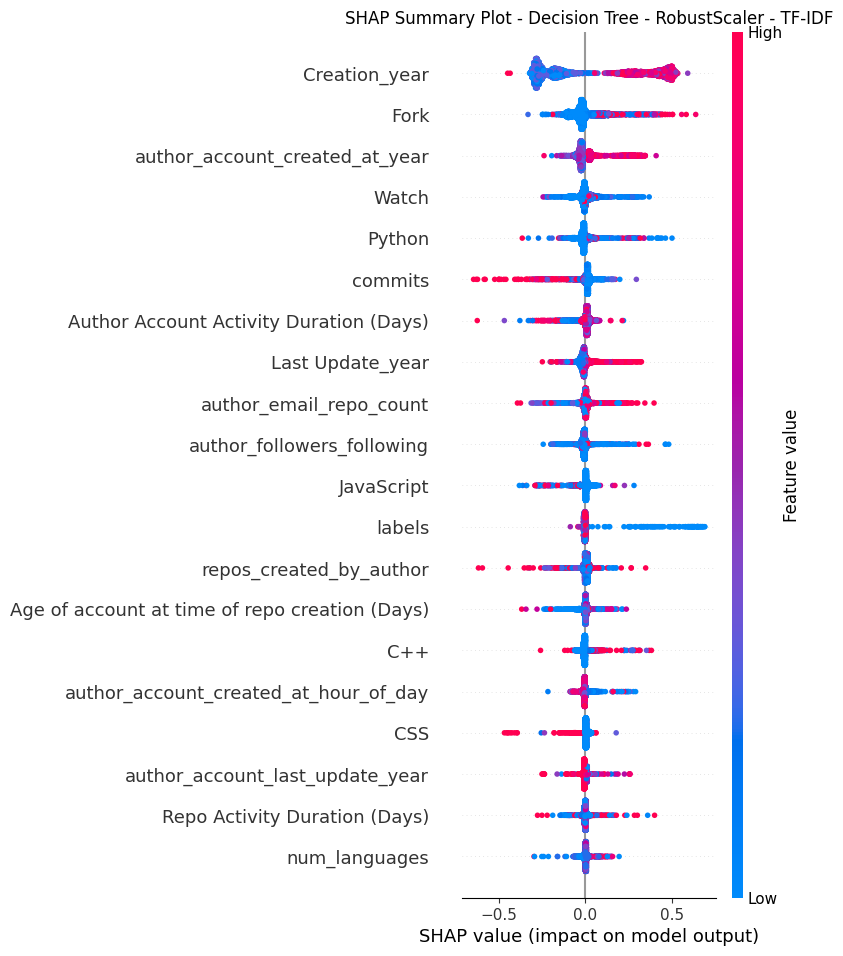 SHAP Summary Plot - Decision Tree - RobustScaler - TF-IDF
High
Creation_year
Fork
author_account_created_at_year
Watch
Python
commits
Author Account Activity Duration (Days)
Last Update_year
author_email_repo_count
author_followers_following
JavaScript
labels
repos_created_by_author
Age of account at time of repo creation (Days)
C++
author_account_created_at_hour_of_day
CSS
author_account_last_update_year
Repo Activity Duration (Days)
num_languages
Feature value
Low
−0.5 0.0 0.5
SHAP value (impact on model output)